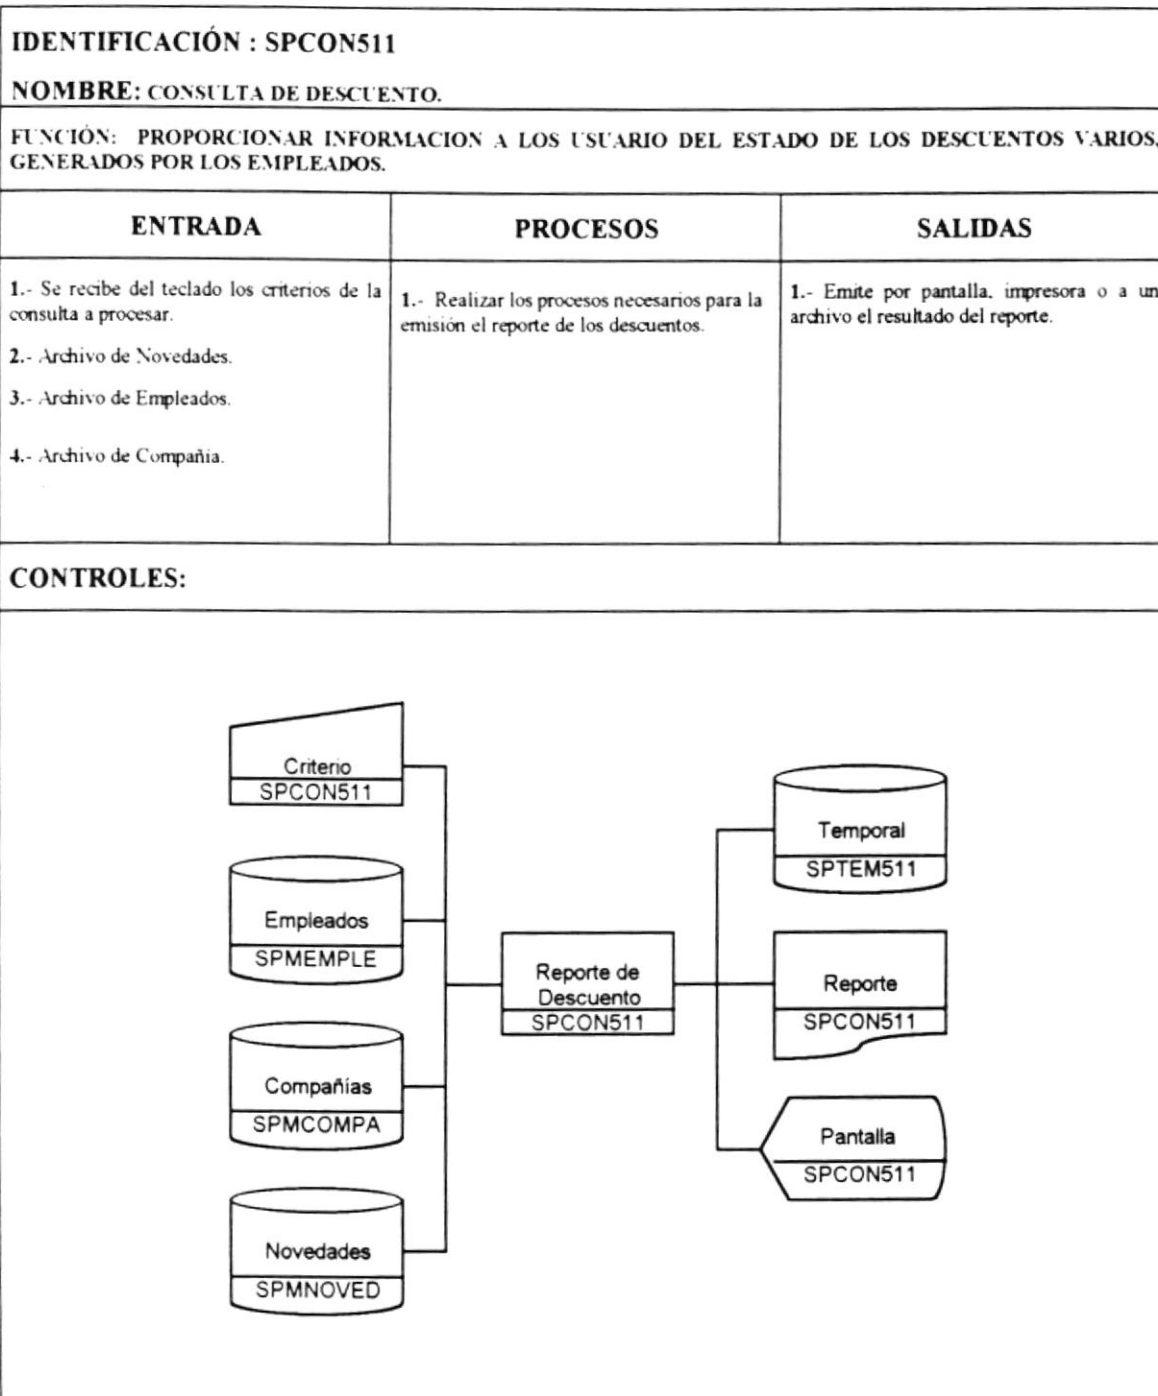 IDENTIFICACIÓN : SPCON511
NOMBRE: CONSULTA DE DESCUENTO.
FUNCIÓN: PROPORCIONAR INFORMACION A LOS USUARIO DEL ESTADO DE LOS DESCUENTOS VARIOS,
GENERADOS POR LOS EMPLEADOS.
ENTRADA
PROCESOS
SALIDAS
1.- Se recibe del teclado los criterios de la
consulta a procesar.
2.- Archivo de Novedades.
3.- Archivo de Empleados.
4.- Archivo de Compañia.
1.- Realizar los procesos necesarios para la
emisión el reporte de los descuentos.
1.- Emite por pantalla, impresora o a un
archivo el resultado del reporte.
CONTROLES:
Criterio
SPCON511
Empleados
SPMEMPLE
Compañías
SPMCOMPA
Novedades
SPMNOVED
Reporte de
Descuento
SPCON511
Temporal
SPTEM511
Reporte
SPCON511
Pantalla
SPCON511